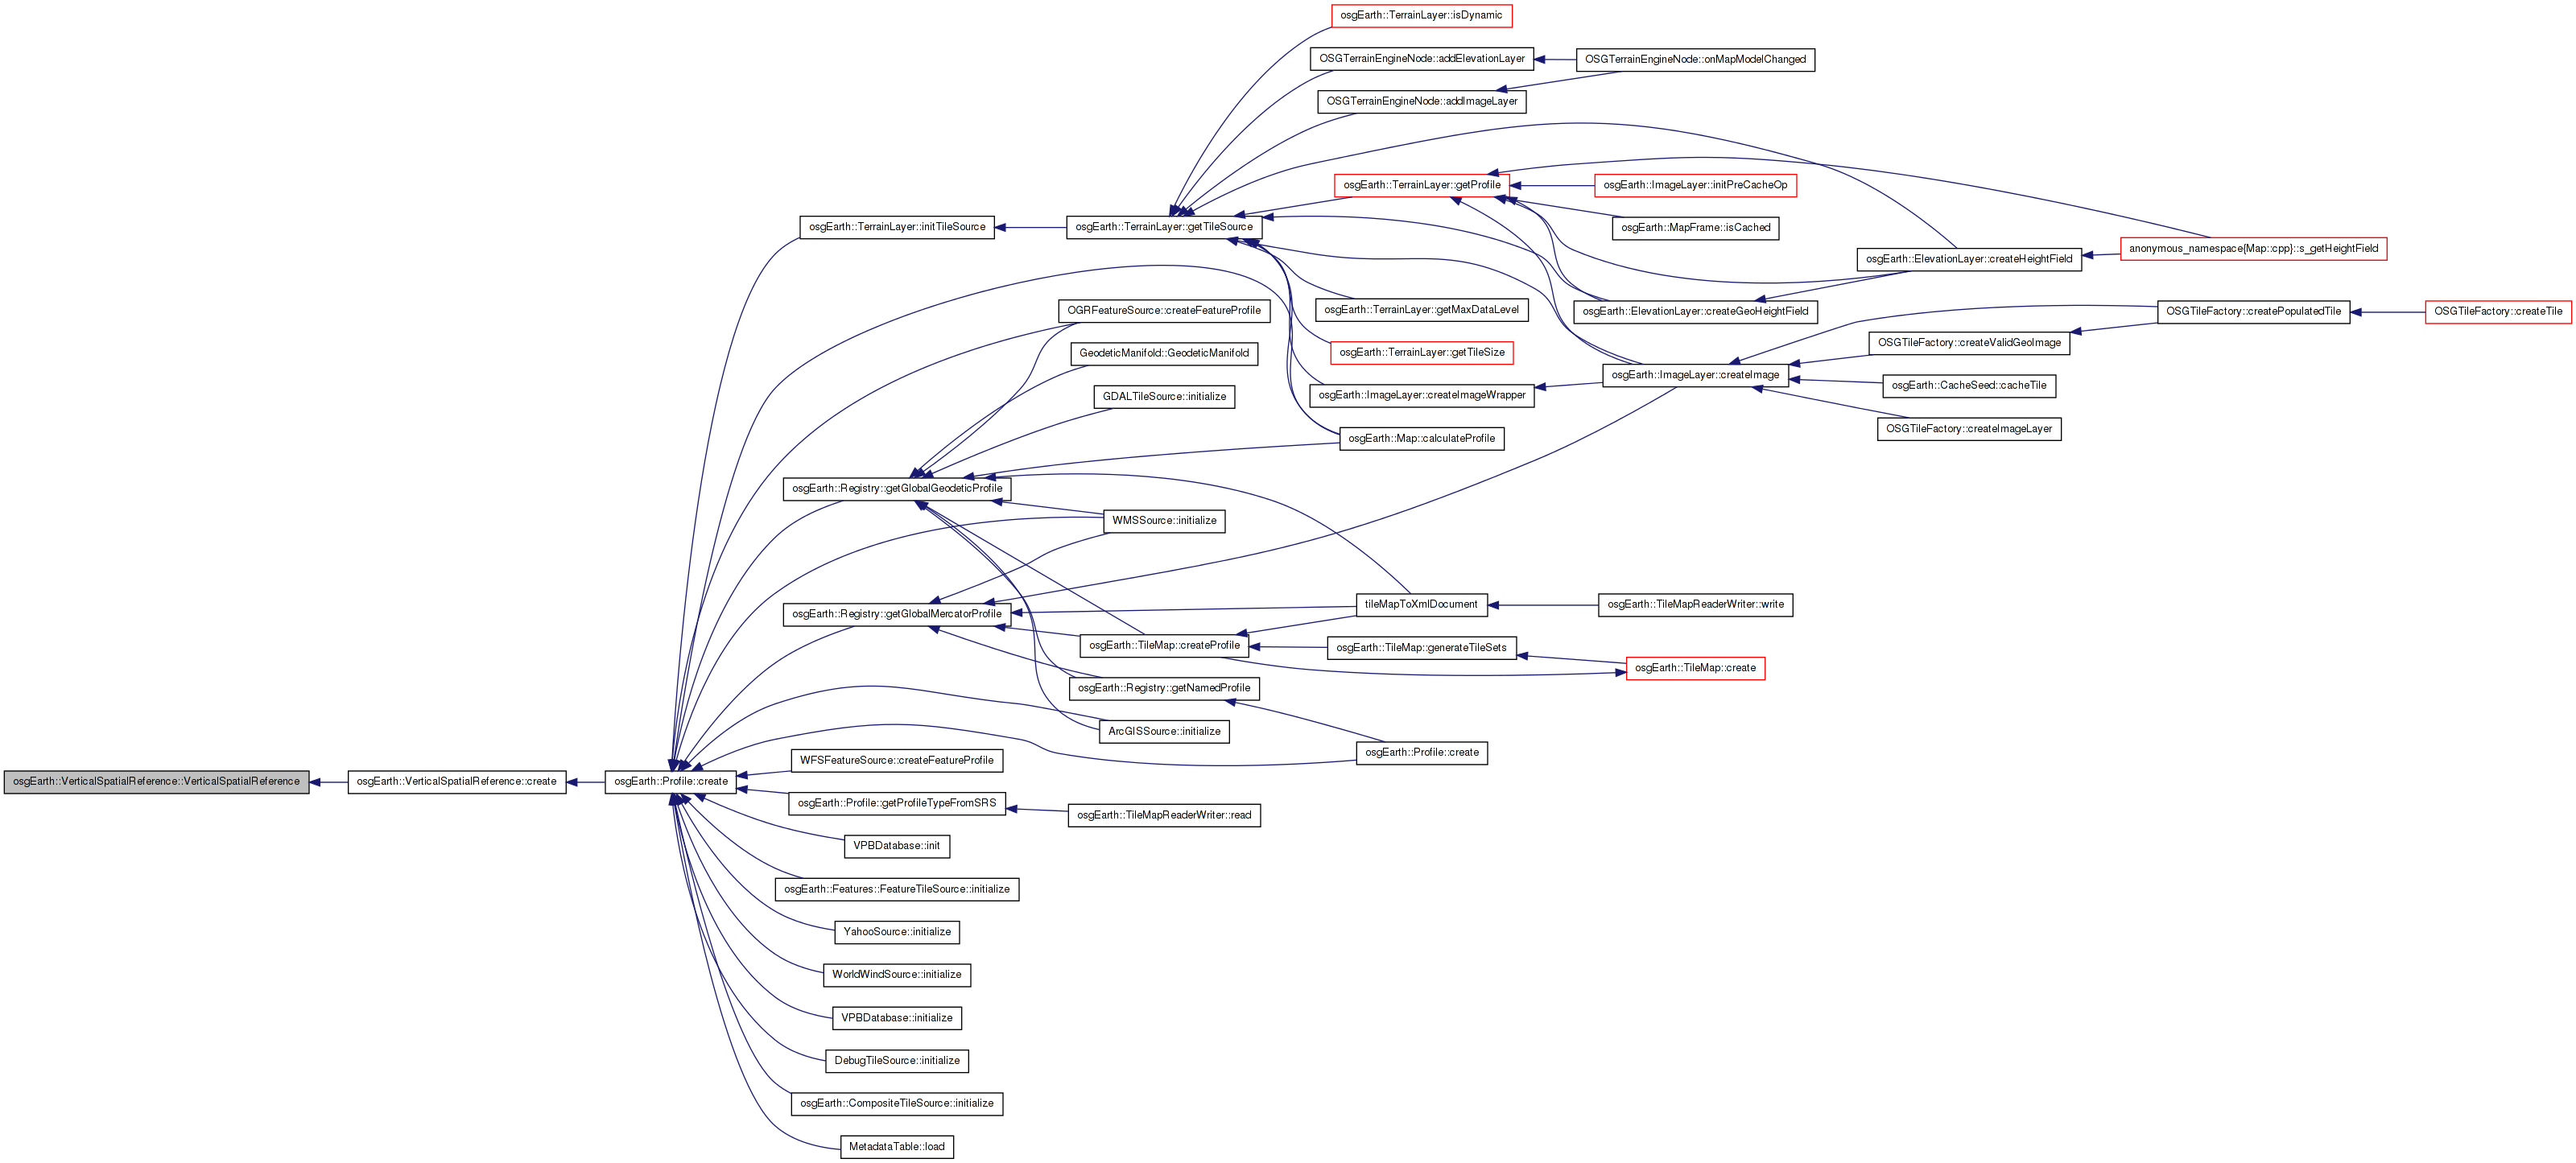 osgEarth::TerrainLayer::isDynamic
OSGTerrainEngineNode::addElevationLayer
OSGTerrainEngineNode::onMapModelChanged
OSGTerrainEngineNode::addImageLayer
osgEarth::TerrainLayer::getProfile
osgEarth::ImageLayer::initPreCacheOp
osgEarth::TerrainLayer::initTileSource
osgEarth::TerrainLayer::getTileSource
osgEarth::MapFrame::isCached
anonymous_namespace{Map::cpp}::s_getHeightField
osgEarth::ElevationLayer::createHeightField
OGRFeatureSource::createFeatureProfile
osgEarth::TerrainLayer::getMaxDataLevel
osgEarth::ElevationLayer::createGeoHeightField
OSGTileFactory::createPopulatedTile
OSGTileFactory::createTile
GeodeticManifold::GeodeticManifold
osgEarth::TerrainLayer::getTileSize
OSGTileFactory::createValidGeoImage
osgEarth::ImageLayer::createImage
osgEarth::CacheSeed::cacheTile
GDALTileSource::initialize
osgEarth::ImageLayer::createImageWrapper
OSGTileFactory::createImageLayer
osgEarth::Map::calculateProfile
osgEarth::Registry::getGlobalGeodeticProfile
WMSSource::initialize
osgEarth::Registry::getGlobalMercatorProfile
tileMapToXmlDocument
osgEarth::TileMapReaderWriter::write
osgEarth::TileMap::createProfile
osgEarth::TileMap::generateTileSets
osgEarth::TileMap::create
osgEarth::Registry::getNamedProfile
ArcGISSource::initialize
osgEarth::Profile::create
WFSFeatureSource::createFeatureProfile
osgEarth::VerticalSpatialReference::VerticalSpatialReference
osgEarth::VerticalSpatialReference::create
osgEarth::Profile::create
osgEarth::Profile::getProfileTypeFromSRS
osgEarth::TileMapReaderWriter::read
VPBDatabase::init
osgEarth::Features::FeatureTileSource::initialize
YahooSource::initialize
WorldWindSource::initialize
VPBDatabase::initialize
DebugTileSource::initialize
osgEarth::CompositeTileSource::initialize
MetadataTable::load